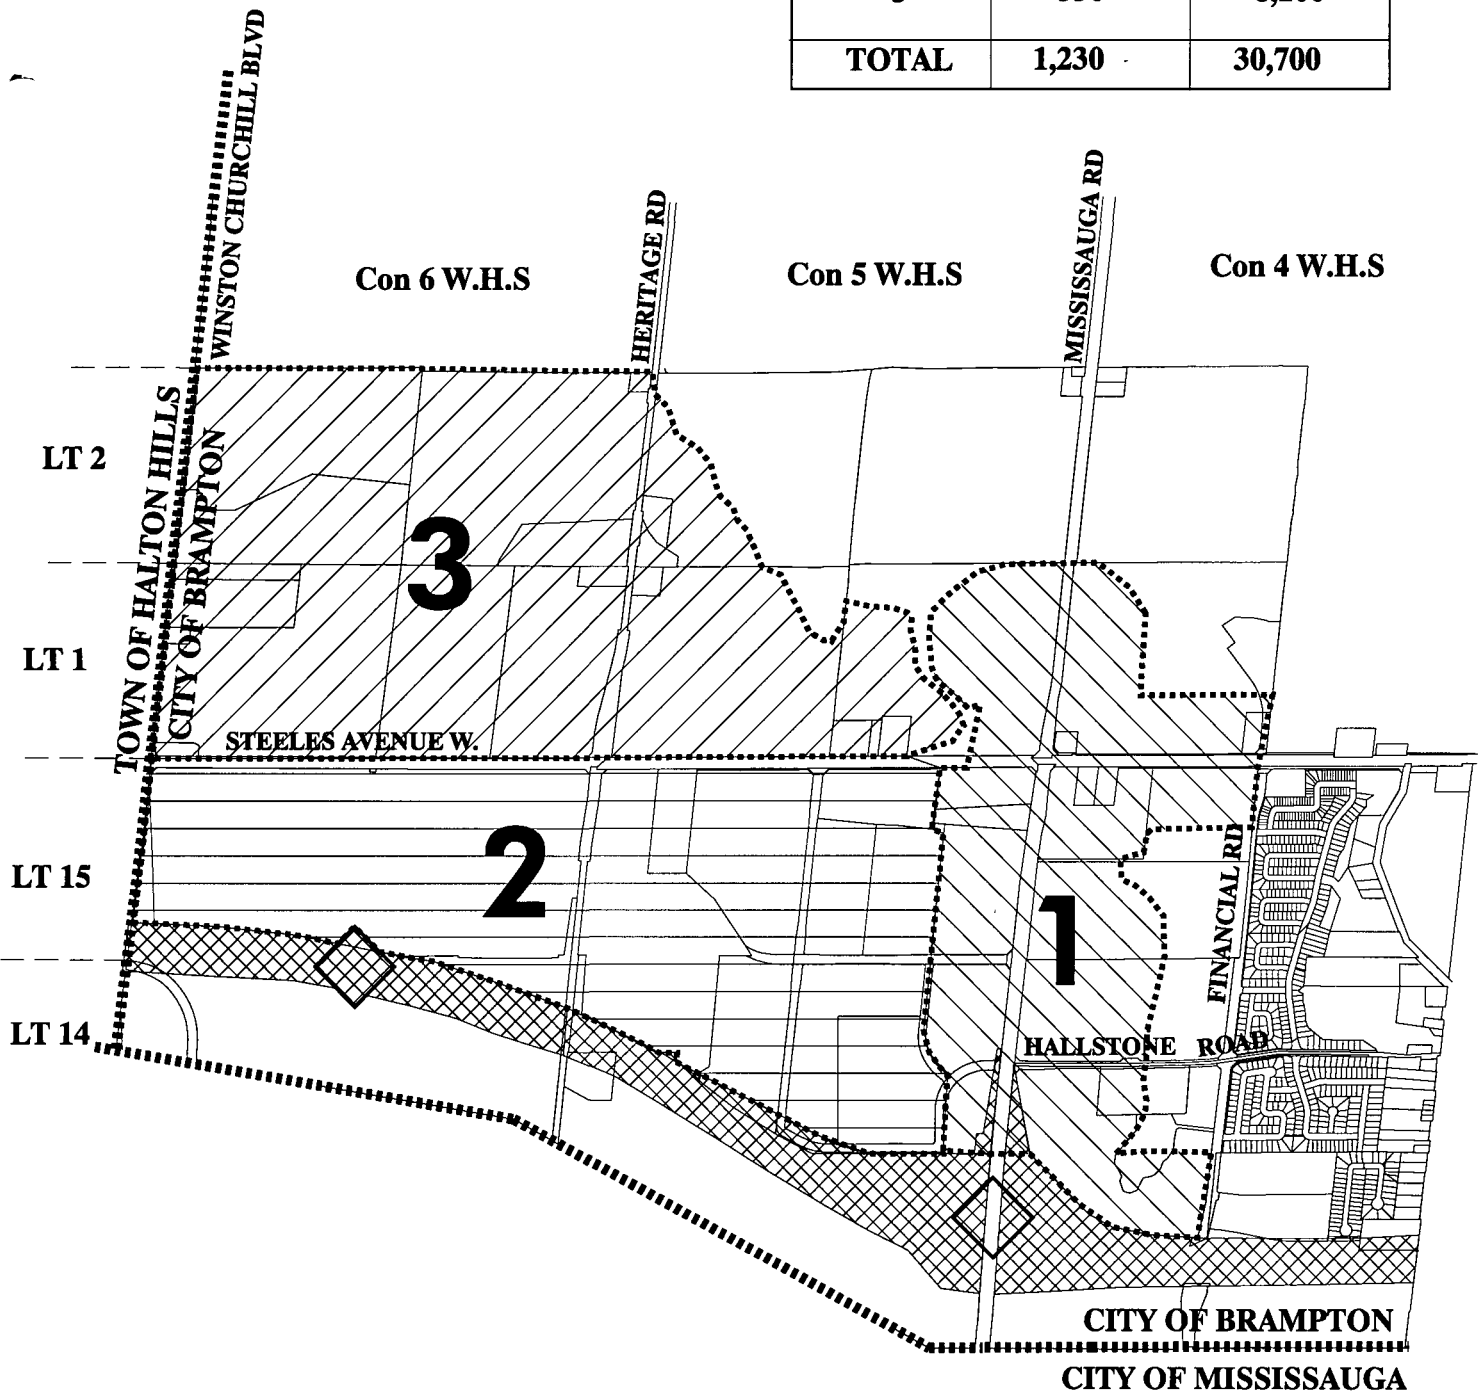 TOTAL 1,230 30,700
WINSTON CHURCHILL BLVD
HERITAGE RD
MISSISSAUGA RD
Con 6 W.H.S
Con 5 W.H.S
Con 4 W.H.S
LT 2
TOWN OF HALTON HILLS
CITY OF BRAMPTON
3
LT 1
STEELES AVENUE W.
2
LT 15
1
FINANCIAL RD
LT 14
HALLSTONE ROAD
CITY OF BRAMPTON
CITY OF MISSISSAUGA